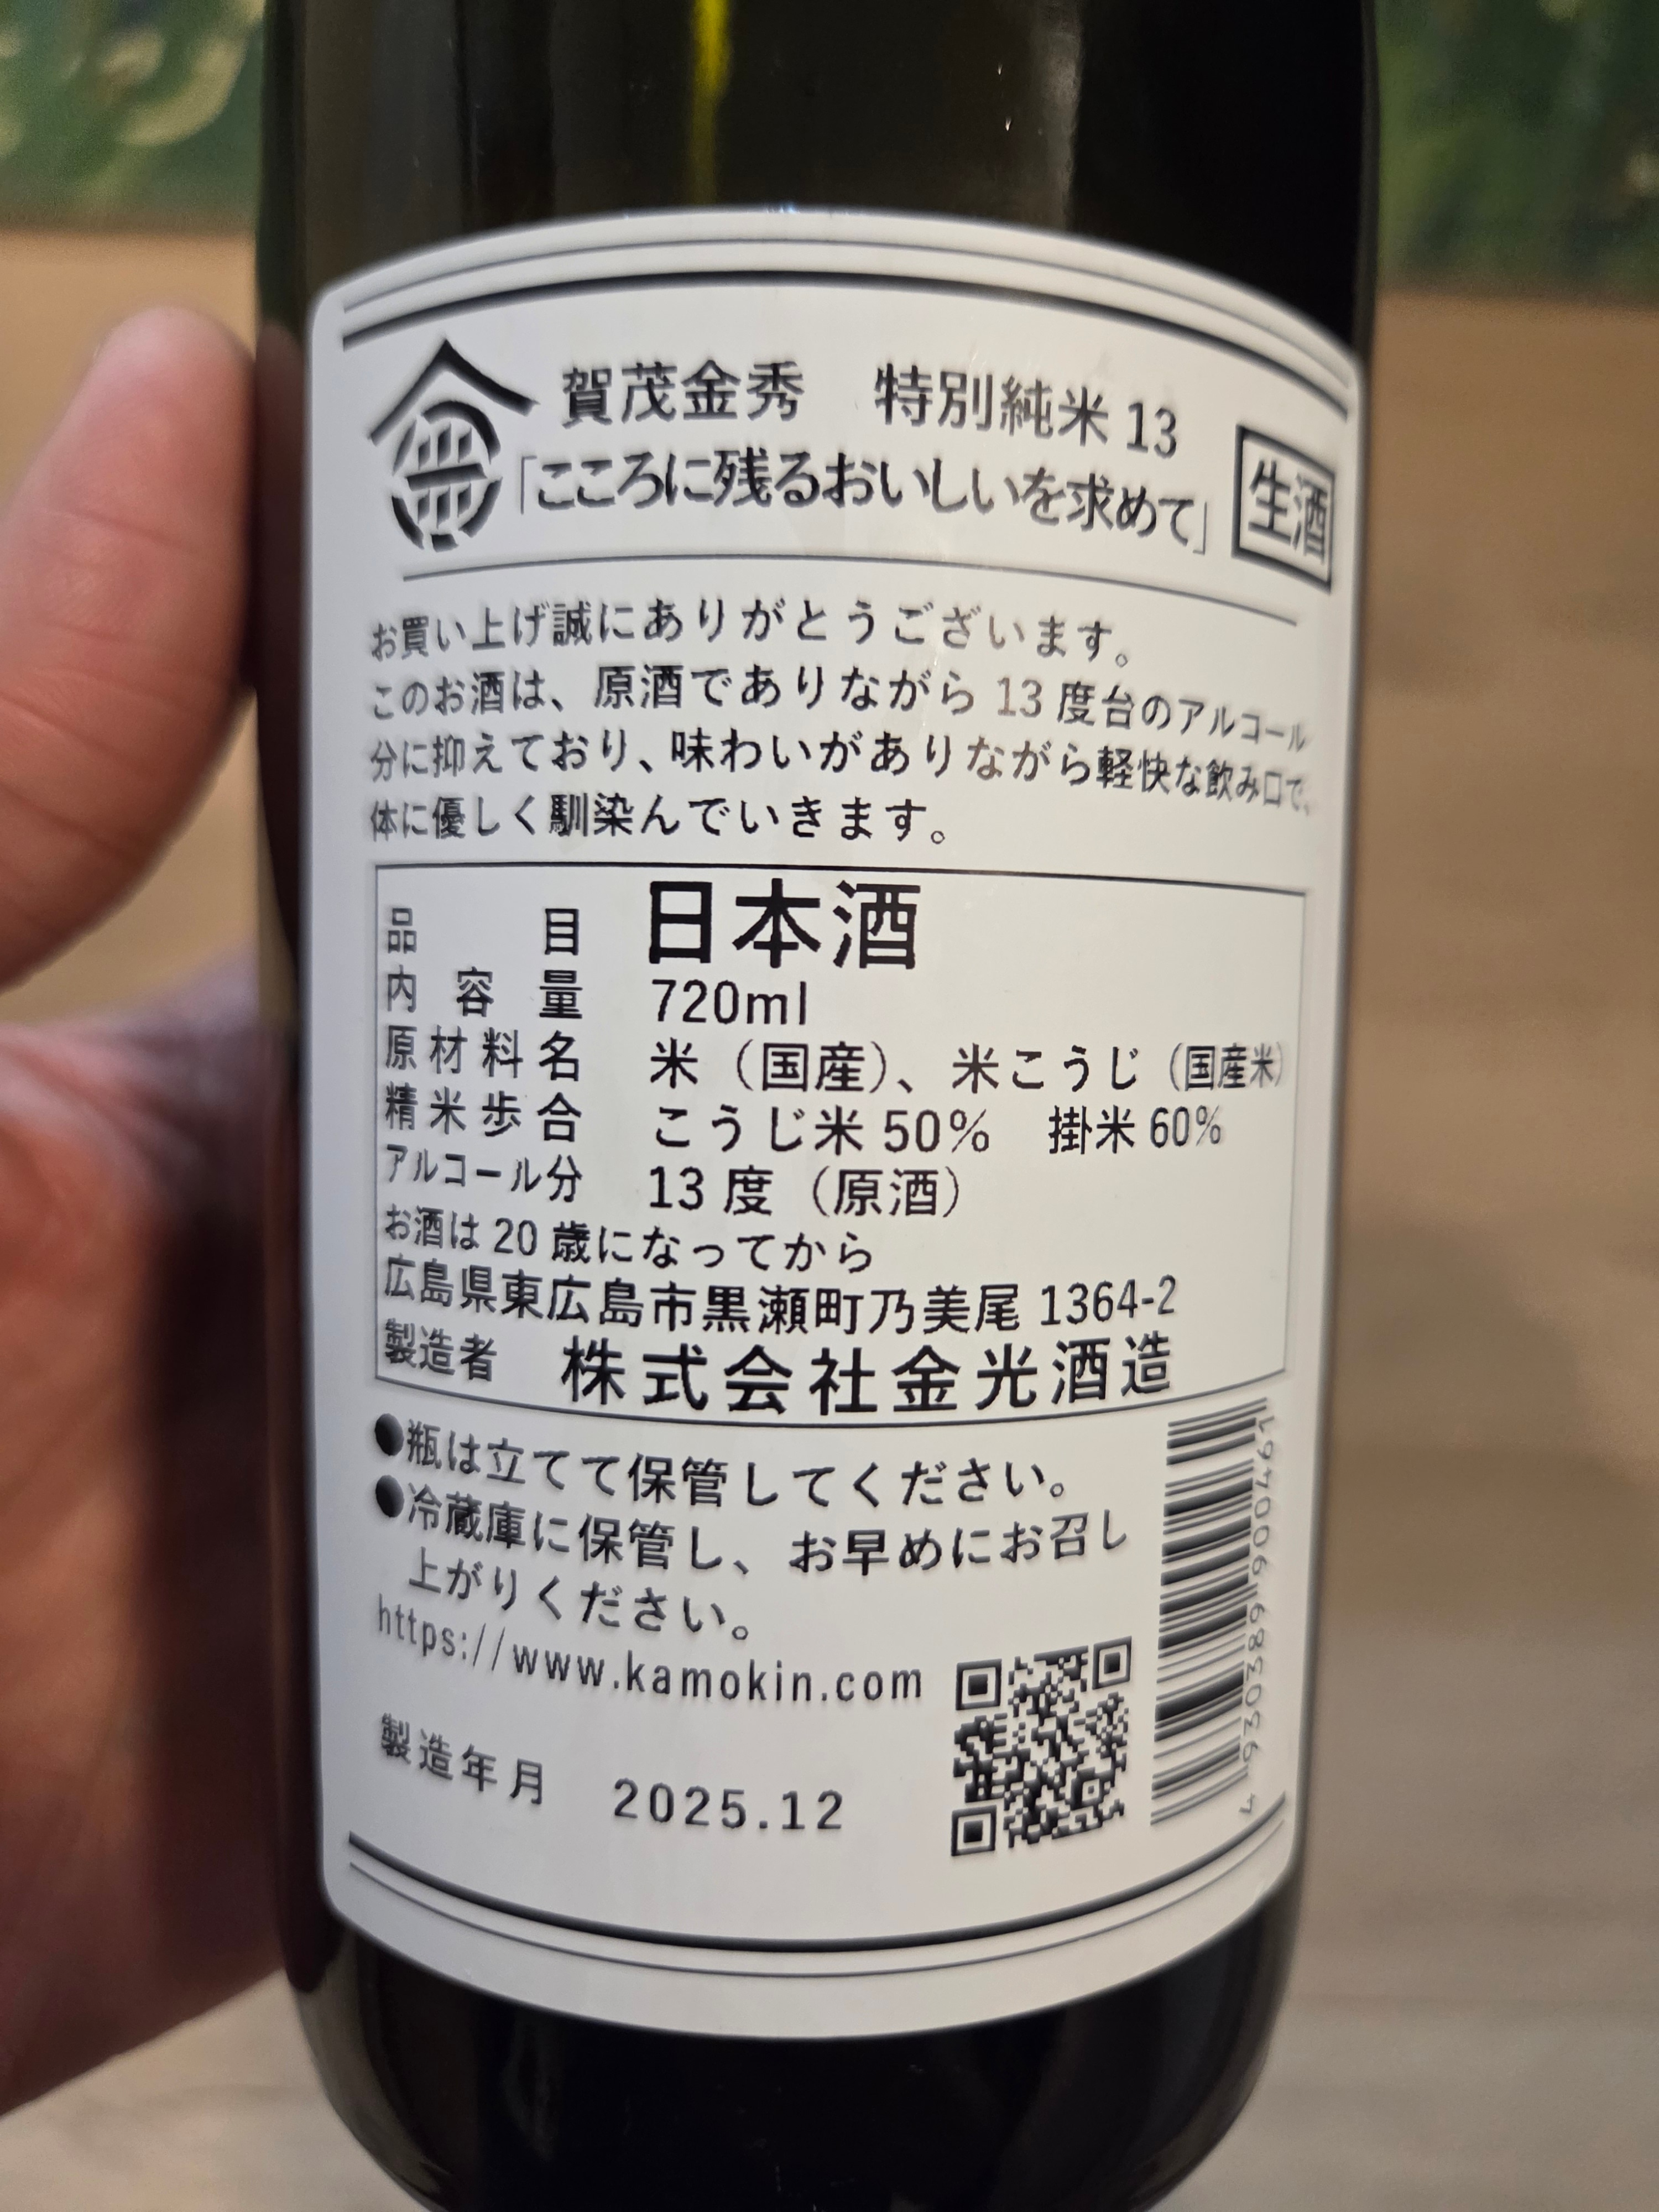 賀茂金秀 特別純米 13
「こころに残るおいしいを求めて」
生酒
お買い上げ誠にありがとうございます。
このお酒は、原酒でありながら 13 度台のアルコール
分に抑えており、味わいがありながら軽快な飲み口で、
体に優しく馴染んでいきます。
品目 日本酒
内容量 720ml
原材料名 米（国産）、米こうじ（国産米）
精米歩合 こうじ米 50% 掛米 60%
アルコール分 13 度（原酒）
お酒は 20 歳になってから
広島県東広島市黒瀬町乃美尾 1364-2
製造者 株式会社金光酒造
●瓶は立てて保管してください。
●冷蔵庫に保管し、お早めにお召し
上がりください。
https://www.kamokin.com
製造年月 2025.12
4 930389 900461